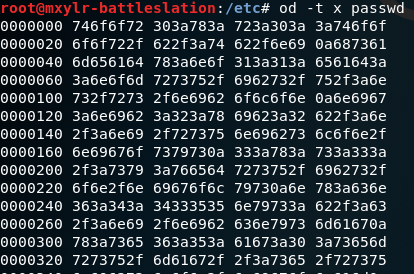 root@mxylr-battleslation:/etc# od -t x passwd
0000000 746f6f72 303a783a 723a303a 3a746f6f
0000020 6f6f722f 622f3a74 622f6e69 0a687361
0000040 6d656164 783a6e6f 313a313a 6561643a
0000060 3a6e6f6d 7273752f 6962732f 752f3a6e
0000100 732f7273 2f6e6962 6f6c6f6e 0a6e6967
0000120 3a6e6962 3a323a78 69623a32 622f3a6e
0000140 2f3a6e69 2f727375 6e696273 6c6f6e2f
0000160 6e69676f 7379730a 333a783a 733a333a
0000200 2f3a7379 3a766564 7273752f 6962732f
0000220 6f6e2f6e 69676f6c 79730a6e 783a636e
0000240 363a343a 34333535 6e79733a 622f3a63
0000260 2f3a6e69 2f6e6962 636e7973 6d61670a
0000300 783a7365 363a353a 61673a30 3a73656d
0000320 7273752f 6d61672f 2f3a7365 2f727375